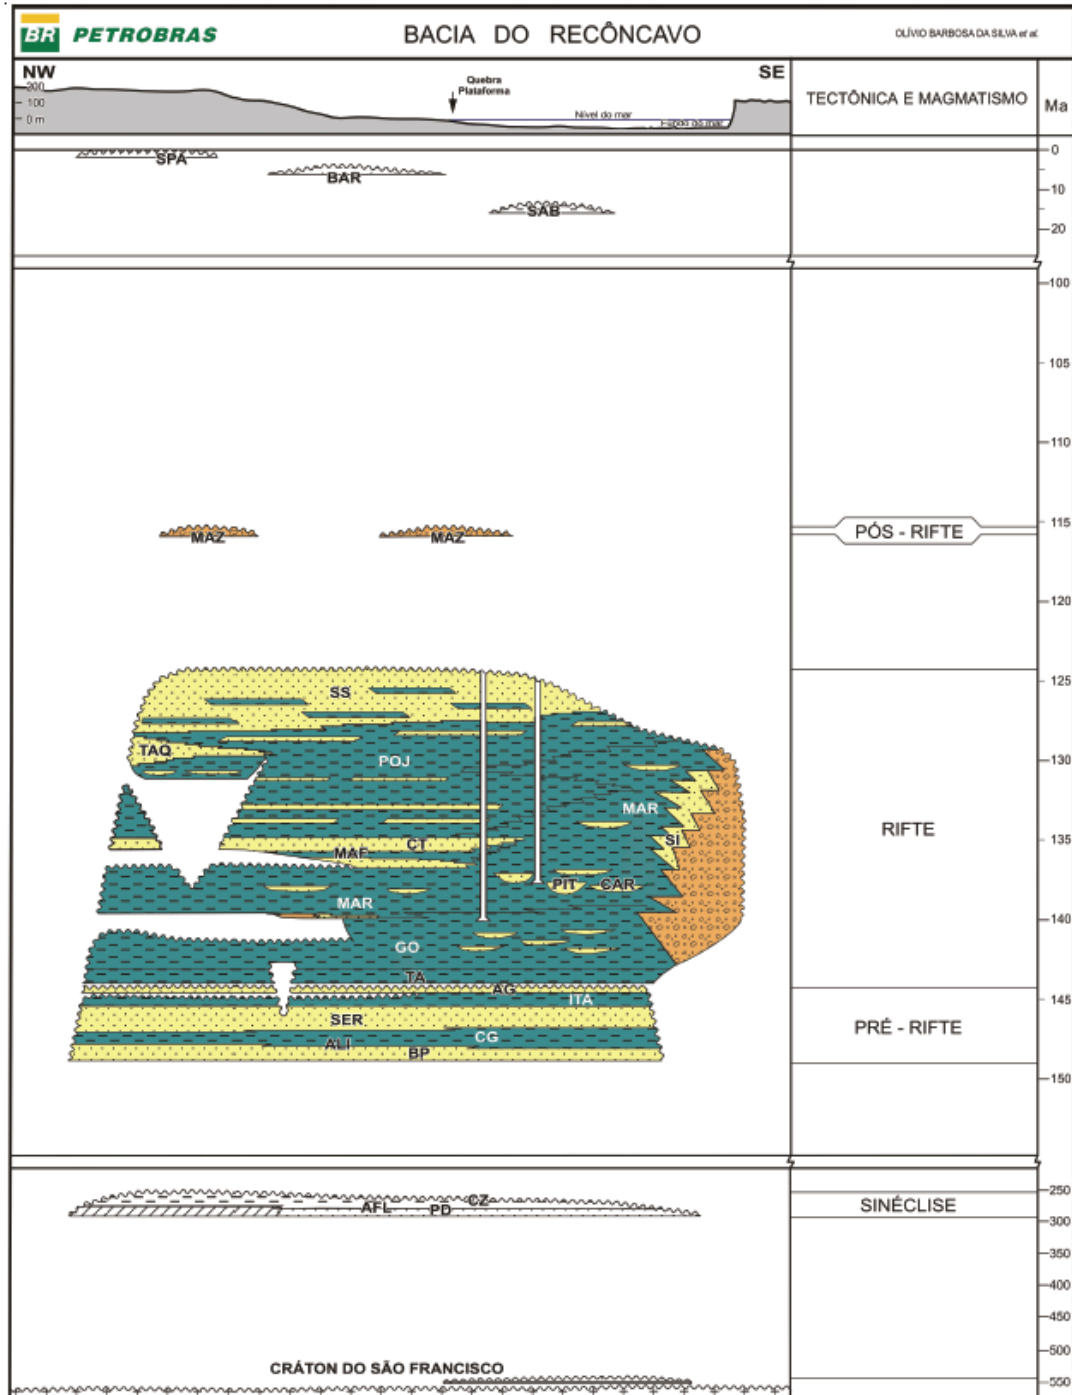 BR PETROBRAS
BACIA DO RECÔNCAVO
OLÍVIO BARBOSA DA SILVA et al.
NW
SE
200
100
0 m
Quebra
Plataforma
Nível do mar
Fundo do mar
TECTÔNICA E MAGMATISMO
Ma
SPA
BAR
SAB
0
10
20
100
105
110
MAZ
MAZ
PÓS - RIFTE
115
120
SS
TAQ
POJ
MAR
SI
CT
MAF
PIT
CAR
MAR
GO
TA
AG
ITA
SER
CG
ALI
BP
RIFTE
PRÉ - RIFTE
125
130
135
140
145
150
CZ
AFL
PD
SINÉCLISE
250
300
350
400
450
500
550
CRÁTON DO SÃO FRANCISCO